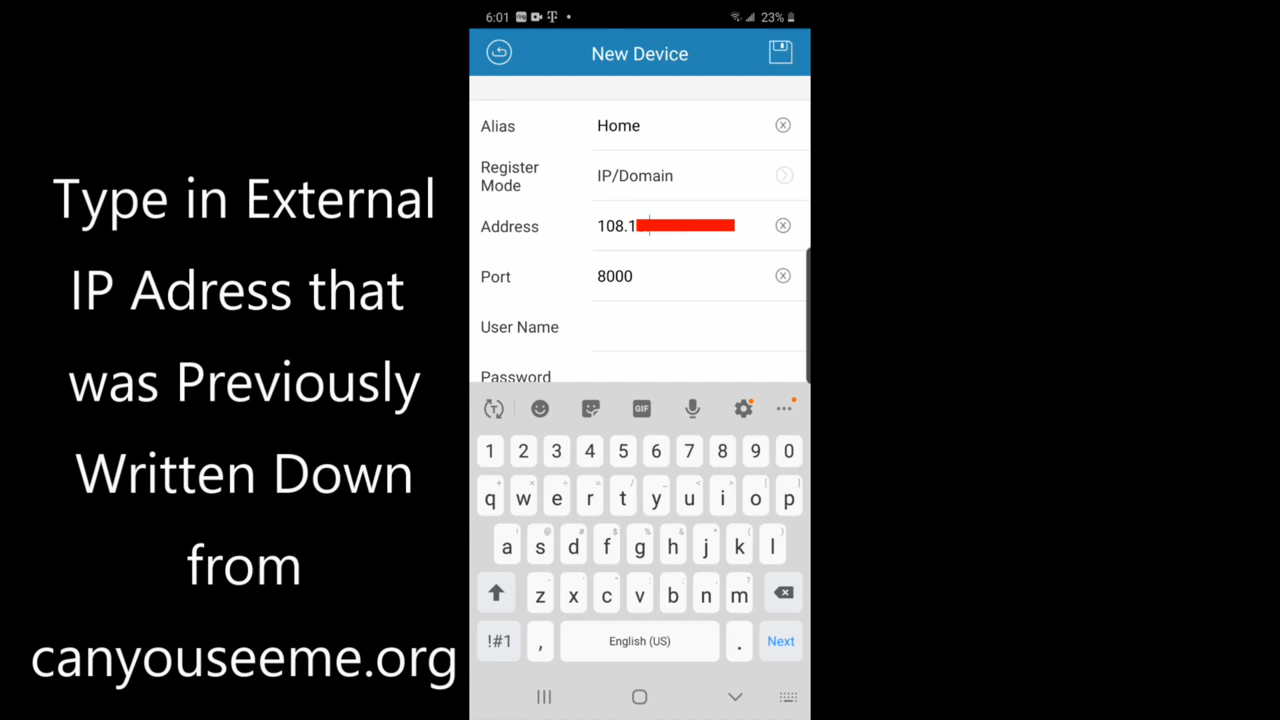 Type in External
IP Adress that
was Previously
Written Down
from
canyouseeme.org
6:01 23%
New Device
Alias Home
Register
Mode
IP/Domain
Address 108.1
Port 8000
User Name
Password
GIF
1 2 3 4 5 6 7 8 9 0
q w e r t y u i o p
a s d f g h j k l
z x c v b n m
!#1 , English (US) . Next